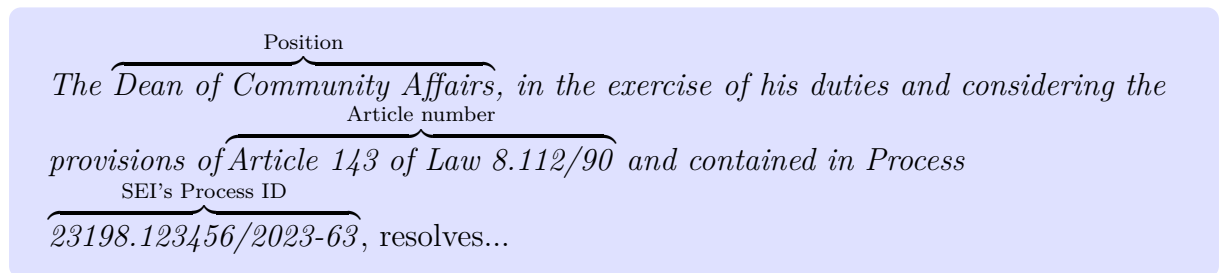 Position
The Dean of Community Affairs, in the exercise of his duties and considering the
Article number
provisions of Article 143 of Law 8.112/90 and contained in Process
SEI's Process ID
23198.123456/2023-63, resolves...